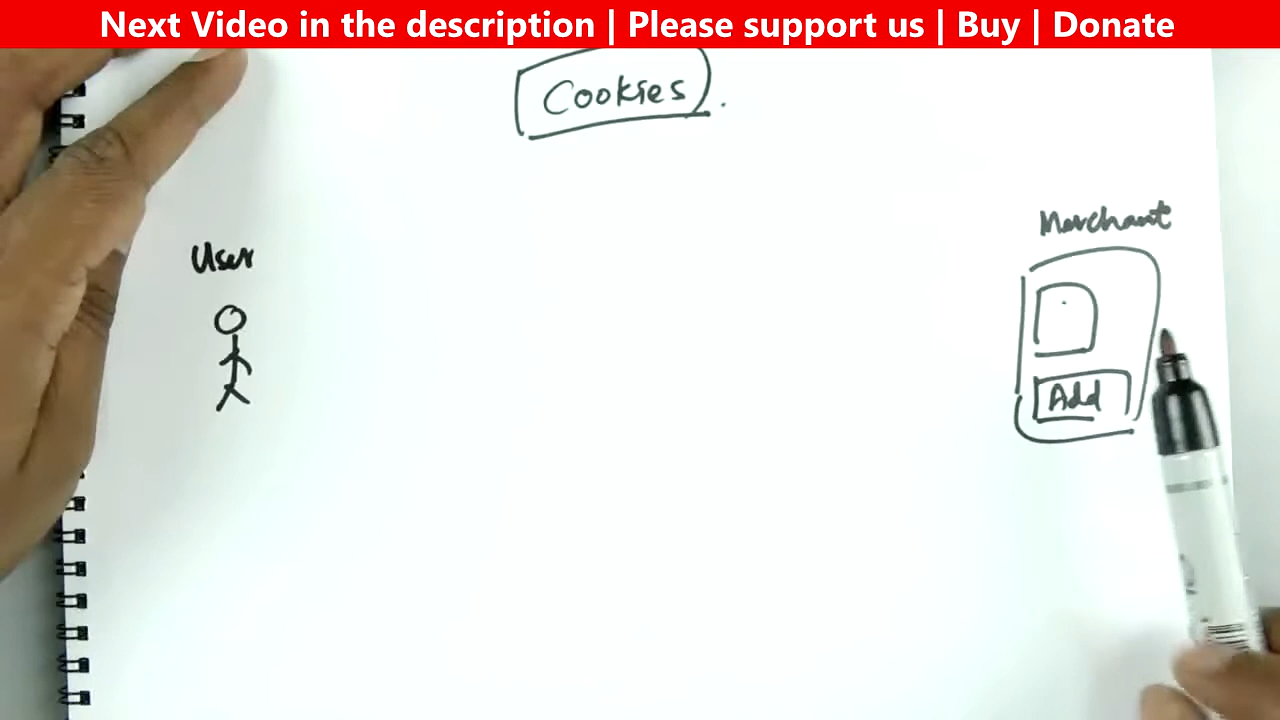 Next Video in the description | Please support us | Buy | Donate
Cookies.
Merchant
User
Add